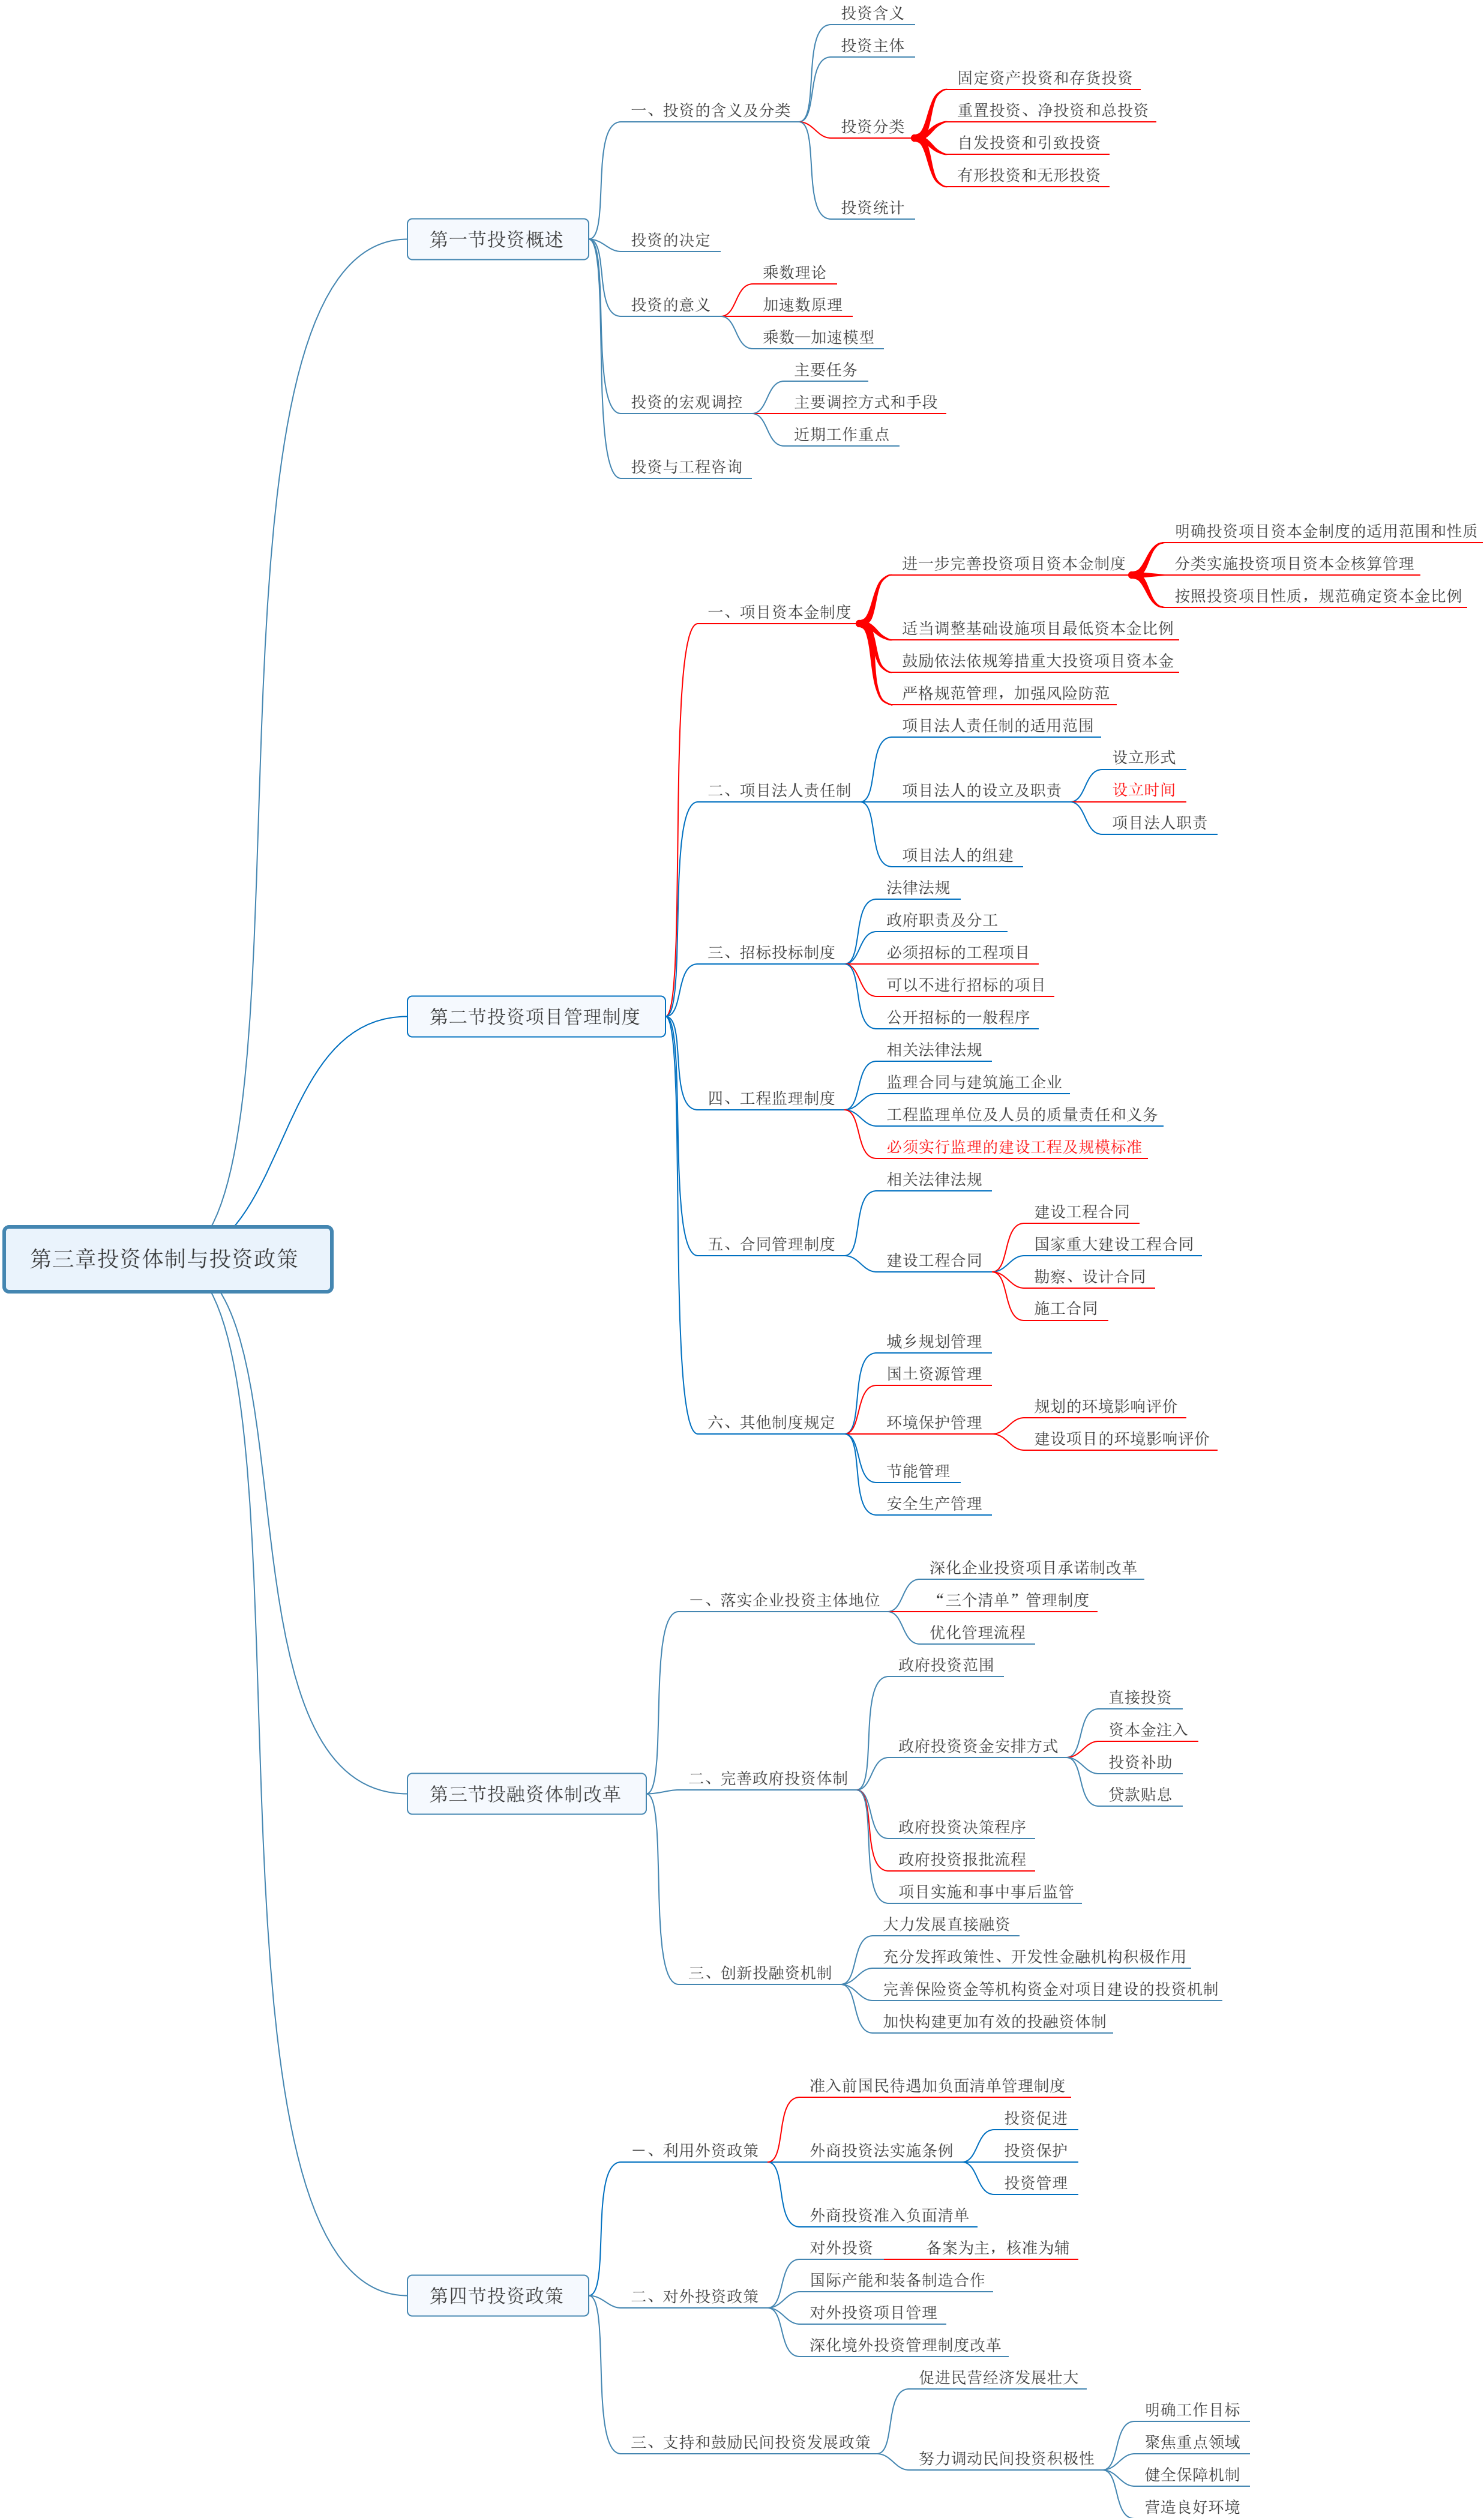 第三章投资体制与投资政策
第一节投资概述
一、投资的含义及分类
投资含义
投资主体
投资分类
固定资产投资和存货投资
重置投资、净投资和总投资
自发投资和引致投资
有形投资和无形投资
投资统计
投资的决定
投资的意义
乘数理论
加速数原理
乘数—加速模型
投资的宏观调控
主要任务
主要调控方式和手段
近期工作重点
投资与工程咨询
第二节投资项目管理制度
一、项目资本金制度
进一步完善投资项目资本金制度
明确投资项目资本金制度的适用范围和性质
分类实施投资项目资本金核算管理
按照投资项目性质，规范确定资本金比例
适当调整基础设施项目最低资本金比例
鼓励依法依规筹措重大投资项目资本金
严格规范管理，加强风险防范
二、项目法人责任制
项目法人责任制的适用范围
项目法人的设立及职责
设立形式
设立时间
项目法人职责
项目法人的组建
三、招标投标制度
法律法规
政府职责及分工
必须招标的工程项目
可以不进行招标的项目
公开招标的一般程序
四、工程监理制度
相关法律法规
监理合同与建筑施工企业
工程监理单位及人员的质量责任和义务
必须实行监理的建设工程及规模标准
五、合同管理制度
相关法律法规
建设工程合同
建设工程合同
国家重大建设工程合同
勘察、设计合同
施工合同
六、其他制度规定
城乡规划管理
国土资源管理
环境保护管理
规划的环境影响评价
建设项目的环境影响评价
节能管理
安全生产管理
第三节投融资体制改革
一、落实企业投资主体地位
深化企业投资项目承诺制改革
“三个清单”管理制度
优化管理流程
二、完善政府投资体制
政府投资范围
政府投资资金安排方式
直接投资
资本金注入
投资补助
贷款贴息
政府投资决策程序
政府投资报批流程
项目实施和事中事后监管
三、创新投融资机制
大力发展直接融资
充分发挥政策性、开发性金融机构积极作用
完善保险资金等机构资金对项目建设的投资机制
加快构建更加有效的投融资体制
第四节投资政策
一、利用外资政策
准入前国民待遇加负面清单管理制度
外商投资法实施条例
投资促进
投资保护
投资管理
外商投资准入负面清单
二、对外投资政策
对外投资
备案为主，核准为辅
国际产能和装备制造合作
对外投资项目管理
深化境外投资管理制度改革
三、支持和鼓励民间投资发展政策
促进民营经济发展壮大
努力调动民间投资积极性
明确工作目标
聚焦重点领域
健全保障机制
营造良好环境